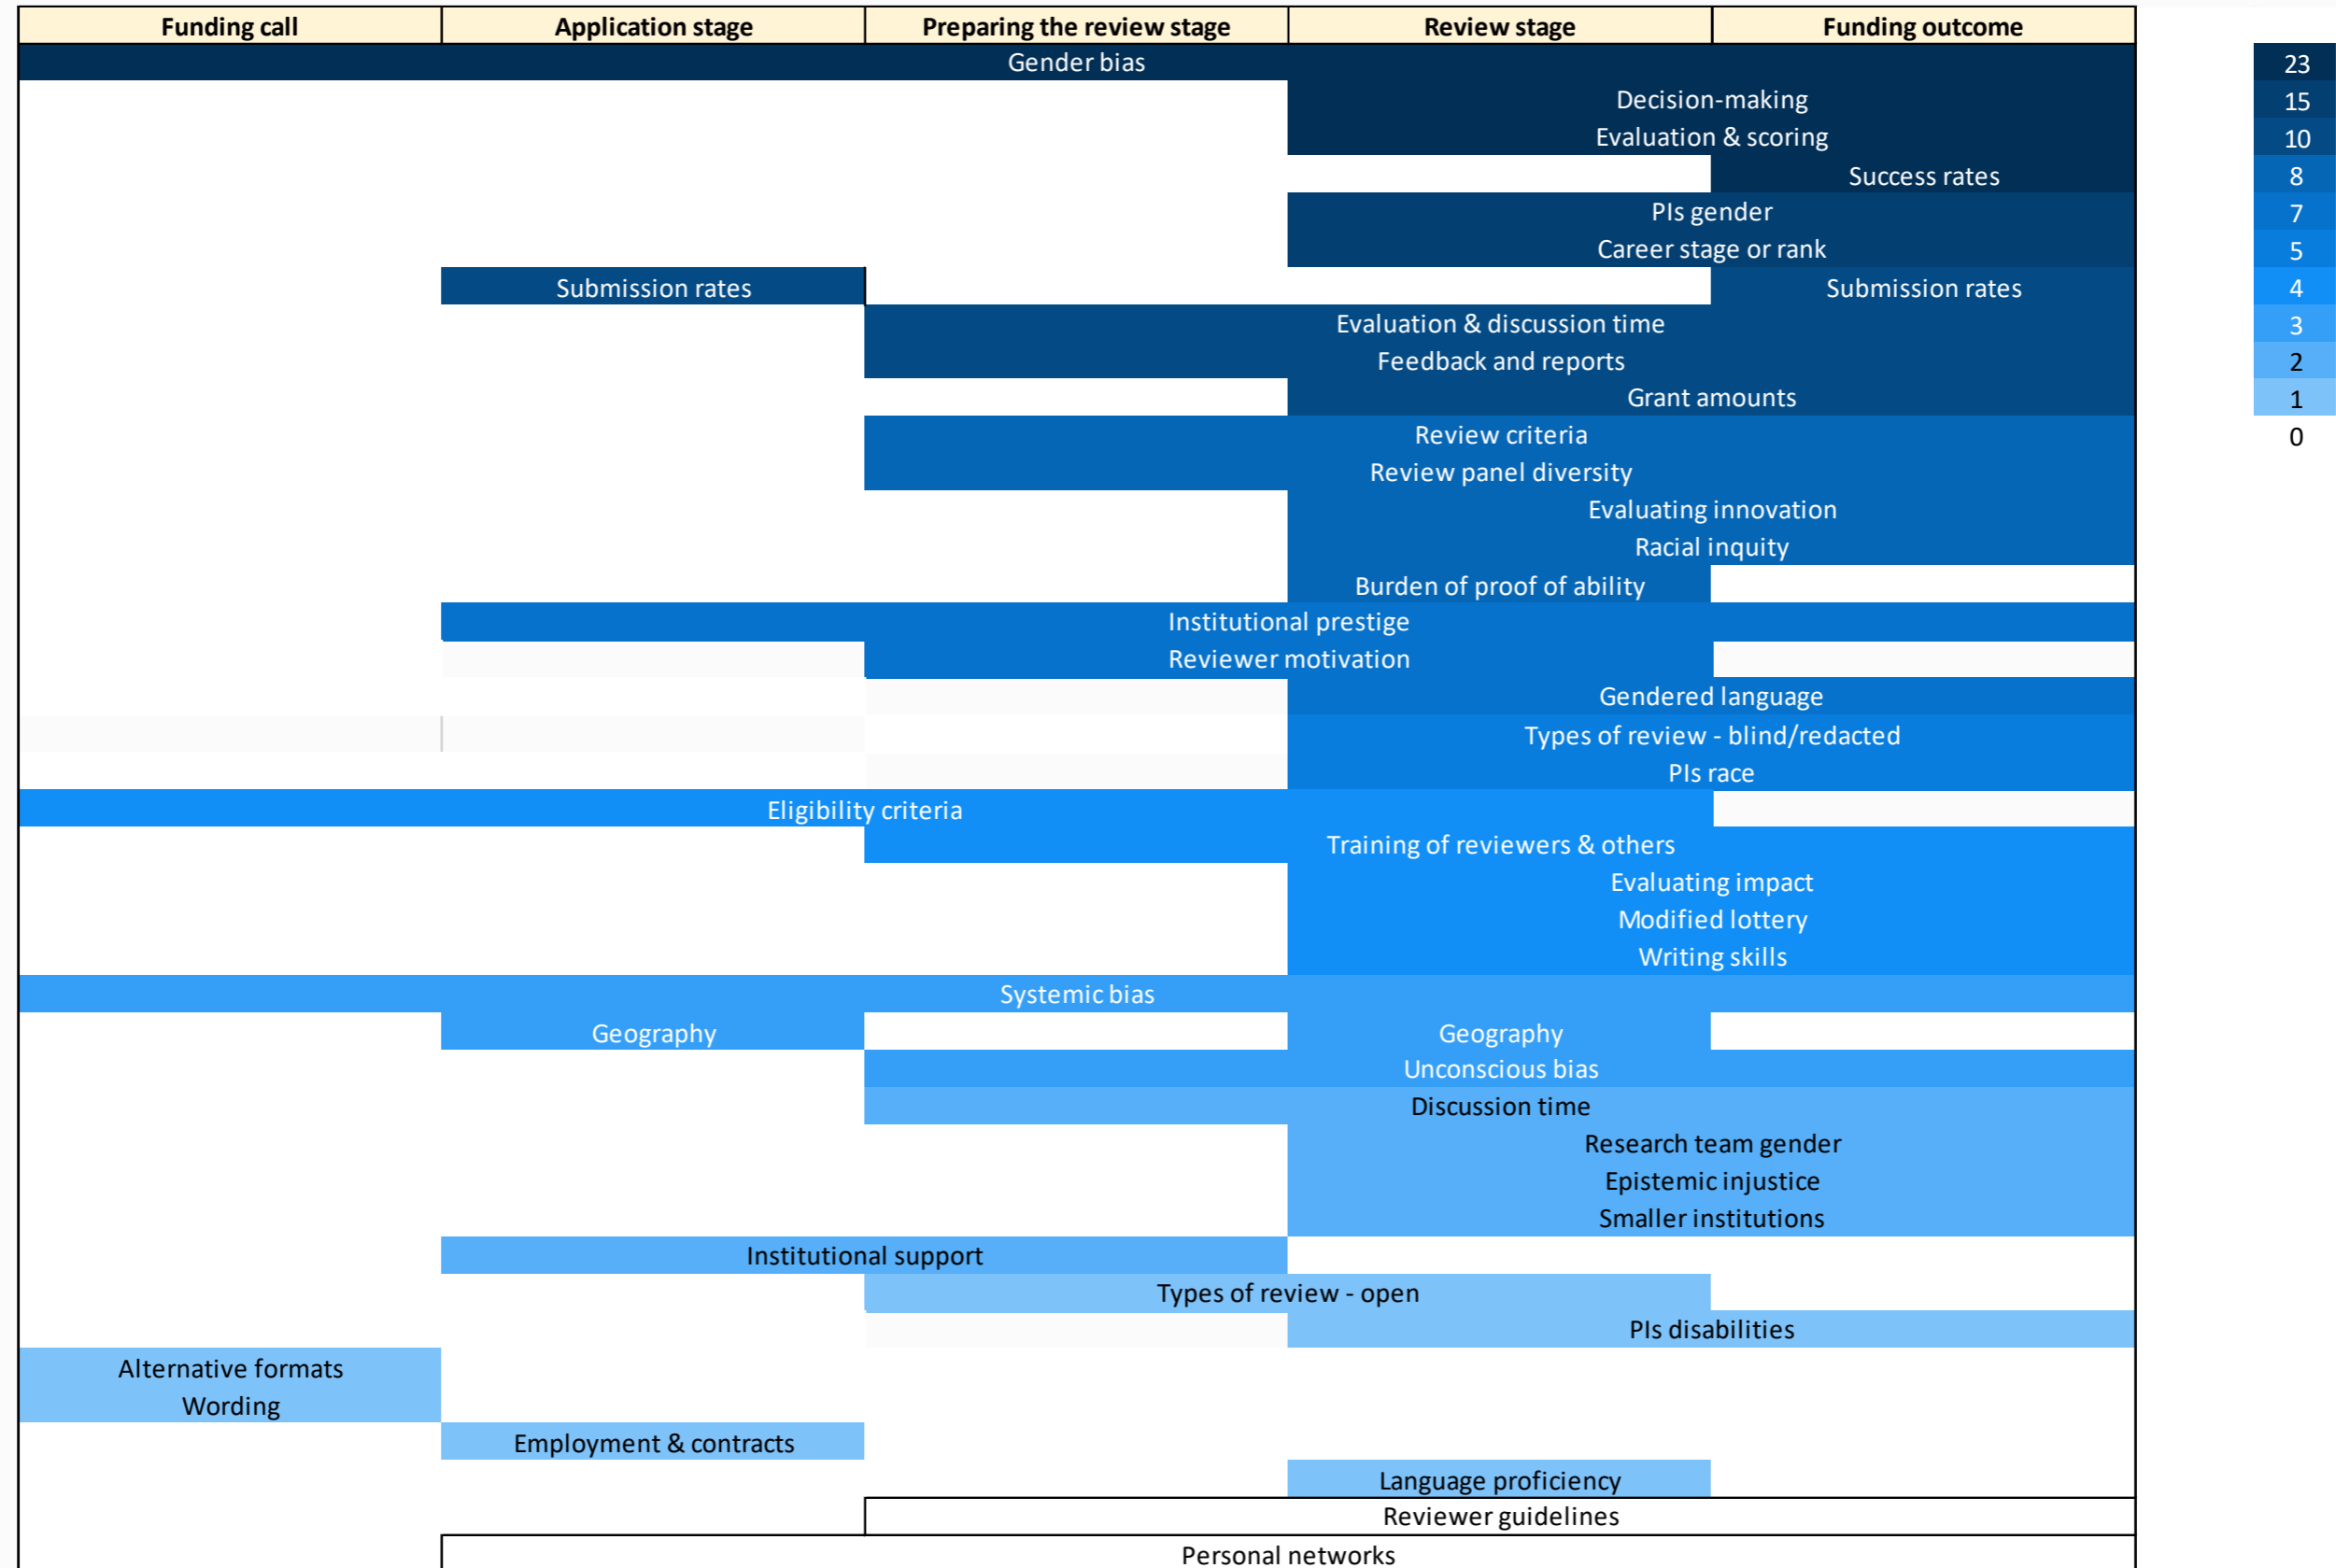 Funding call Application stage Preparing the review stage Review stage Funding outcome
Gender bias 23
Decision-making 15
Evaluation & scoring 10
Success rates 8
PIs gender 7
Career stage or rank 5
Submission rates Submission rates 4
Evaluation & discussion time 3
Feedback and reports 2
Grant amounts 1
Review criteria 0
Review panel diversity
Evaluating innovation
Racial inquity
Burden of proof of ability
Institutional prestige
Reviewer motivation
Gendered language
Types of review - blind/redacted
PIs race
Eligibility criteria
Training of reviewers & others
Evaluating impact
Modified lottery
Writing skills
Systemic bias
Geography Geography
Unconscious bias
Discussion time
Research team gender
Epistemic injustice
Smaller institutions
Institutional support
Types of review - open
PIs disabilities
Alternative formats
Wording
Employment & contracts
Language proficiency
Reviewer guidelines
Personal networks